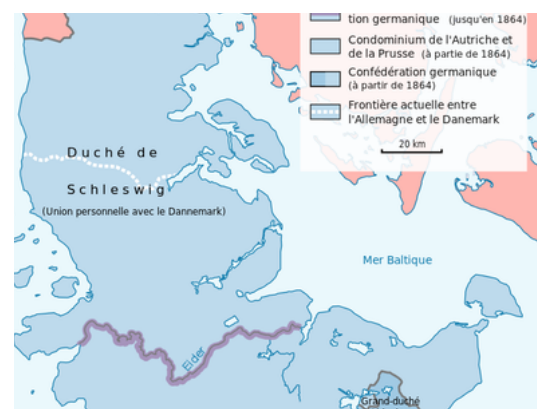 tion germanique (jusqu'en 1864)
Condominium de l'Autriche et
de la Prusse (à partie de 1864)
Confédération germanique
(à partir de 1864)
Frontière actuelle entre
l'Allemagne et le Danemark
20 km
Duché de
Schleswig
(Union personnelle avec le Dannemark)
Mer Baltique
Eider
Grand-duché